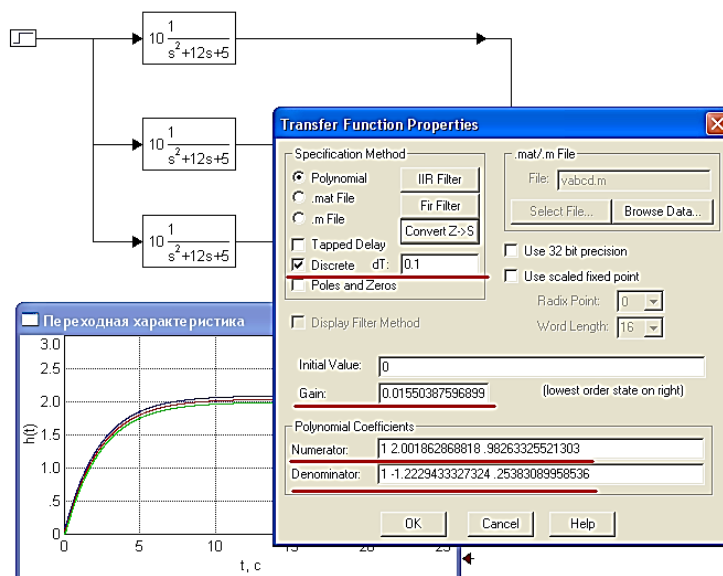 10 1
s²+12s+5
10 1
s²+12s+5
10 1
s²+12s+5
Transfer Function Properties
Specification Method
Polynomial
.mat File
.m File
Tapped Delay
Discrete dT: 0.1
Poles and Zeros
IIR Filter
Fir Filter
Convert Z->S
.mat/.m File
File: vabcd.m
Select File... Browse Data...
Use 32 bit precision
Use scaled fixed point
Radix Point: 0
Word Length: 16
Display Filter Method
Initial Value: 0
Gain: 0.01550387596899 (lowest order state on right)
Polynomial Coefficients
Numerator: 1 2.001862868818 .98263325521303
Denominator: 1 -1.2229433327324 .25383089958536
OK Cancel Help
Переходная характеристика
h(t)
3.0
2.5
2.0
1.5
1.0
.5
0
0 5 10 15 20 25
t, c